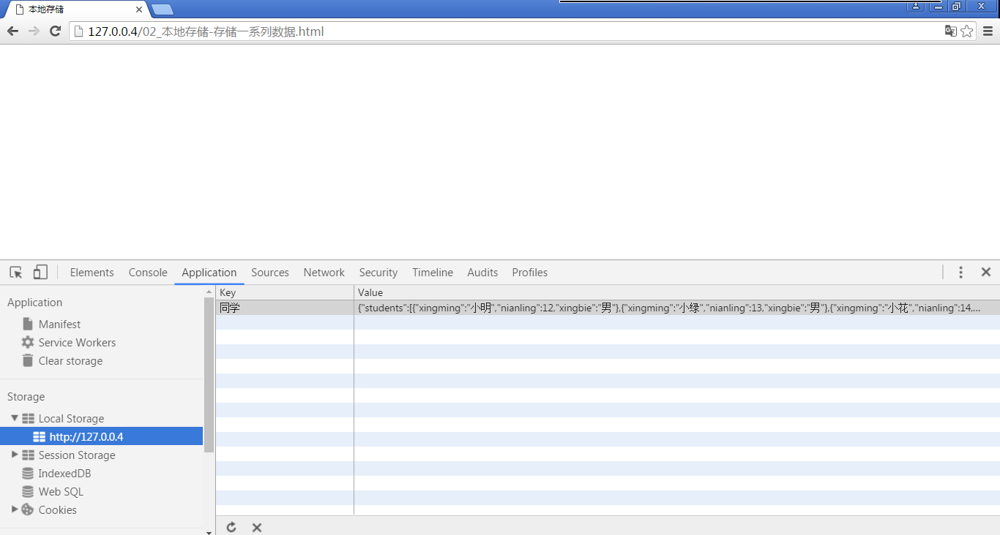 本地存储
127.0.0.4/02_本地存储-存储一系列数据.html
Elements Console Application Sources Network Security Timeline Audits Profiles
Application
Manifest
Service Workers
Clear storage
Storage
Local Storage
http://127.0.0.4
Session Storage
IndexedDB
Web SQL
Cookies
Key Value
同学 {"students":[{"xingming":"小明","nianling":12,"xingbie":"男"},{"xingming":"小绿","nianling":13,"xingbie":"男"},{"xingming":"小花","nianling":14,...